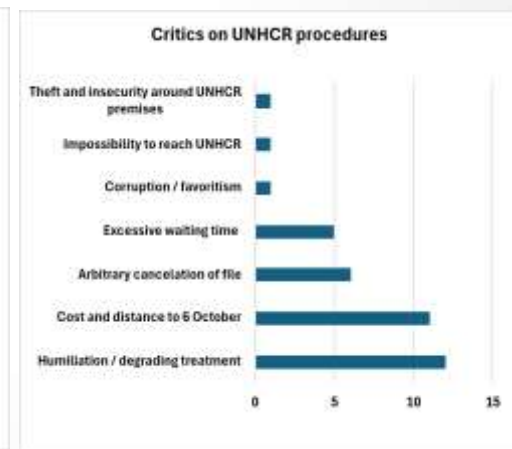 Critics on UNHCR procedures
Theft and insecurity around UNHCR
premises
Impossibility to reach UNHCR
Corruption / favoritism
Excessive waiting time
Arbitrary cancelation of file
Cost and distance to 6 October
Humiliation / degrading treatment
0 5 10 15